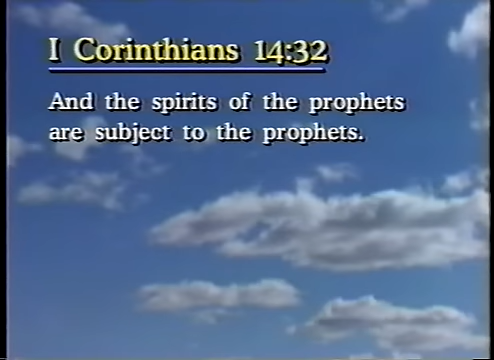 I Corinthians 14:32
And the spirits of the prophets
are subject to the prophets.